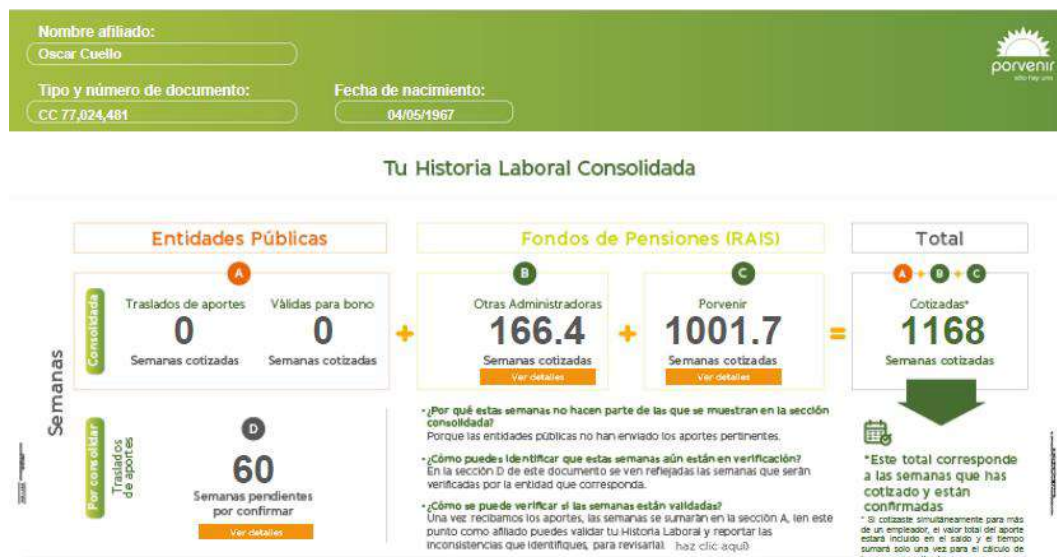 Nombre afiliado:
Oscar Cuello
Tipo y número de documento:
Fecha de nacimiento:
CC 77,024,481
04/05/1967
porvenir
Tu Historia Laboral Consolidada
Entidades Públicas
Fondos de Pensiones (RAIS)
Total
A
B
C
A + B + C
Semanas
Consolidada
Traslados de aportes
0
Semanas cotizadas
Válidas para bono
0
Semanas cotizadas
+
Otras Administradoras
166.4
Semanas cotizadas
Ver detalles
+
Porvenir
1001.7
Semanas cotizadas
Ver detalles
=
Cotizadas*
1168
Semanas cotizadas
Por consolidar
Traslados
de aportes
D
60
Semanas pendientes
por confirmar
Ver detalles
• ¿Por qué estas semanas no hacen parte de las que se muestran en la sección
consolidada?
Porque las entidades públicas no han enviado los aportes pertinentes.
• ¿Cómo puedes identificar que estas semanas aún están en verificación?
En la sección D de este documento se ven reflejadas las semanas que serán
verificadas por la entidad que corresponda.
• ¿Cómo se puede verificar si las semanas están validadas?
Una vez recibamos los aportes, las semanas se sumarán en la sección A, (en este
punto como afiliado puedes validar tu Historia Laboral y reportar las
inconsistencias que identifiques, para revisarla). haz clic aquí)
*Este total corresponde
a las semanas que has
cotizado y están
confirmadas
* Si cotizaste simultáneamente para más
de un empleador, el valor total del aporte
estará incluido en el saldo y el tiempo
sumará solo una vez para el cálculo de